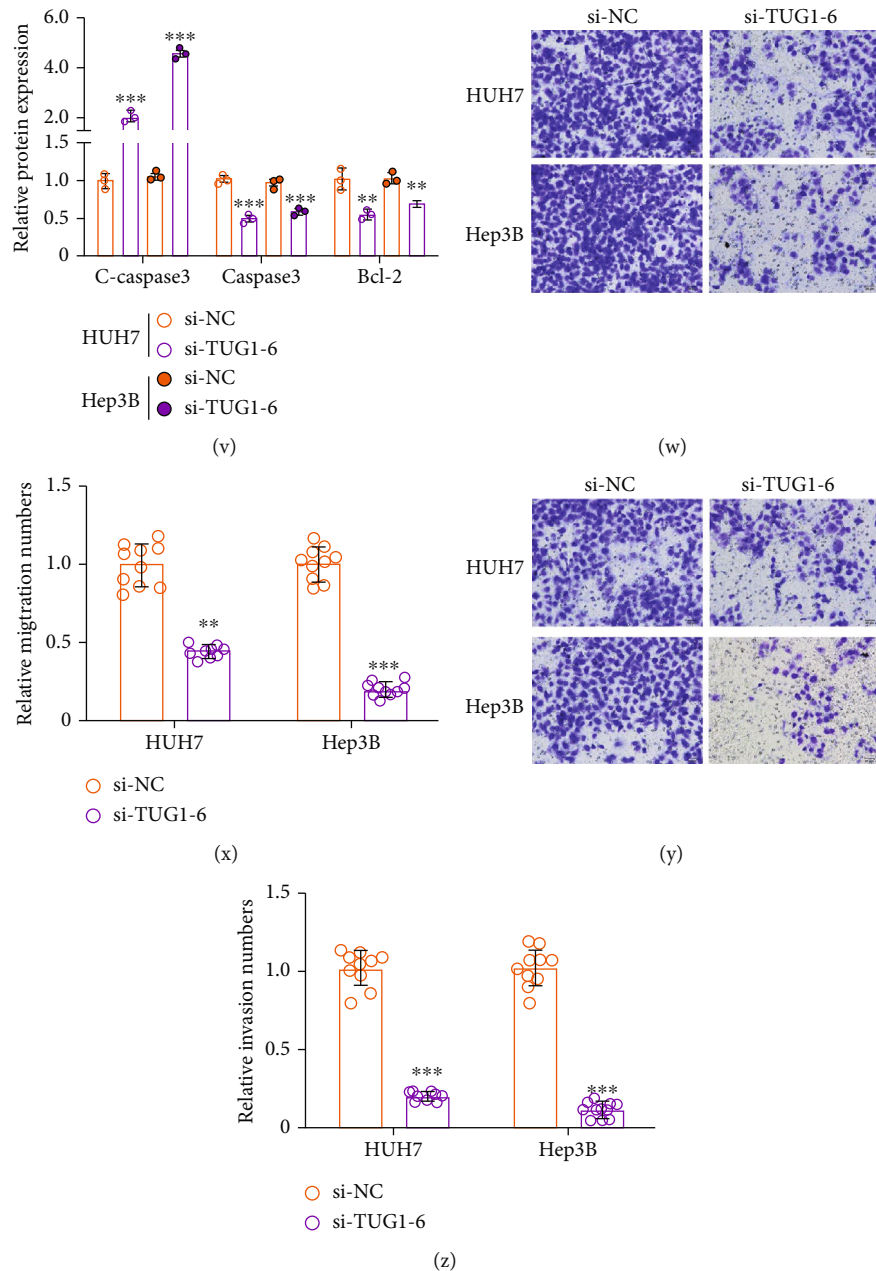 Relative protein expression
6.0
4.0
2.0
1.5
1.0
0.5
0
***
***
***
***
**
**
C-caspase3 Caspase3 Bcl-2
HUH7
si-NC
si-TUG1-6
Hep3B
si-NC
si-TUG1-6
(v)
si-NC si-TUG1-6
HUH7
Hep3B
(w)
Relative migtration numbers
1.5
1.0
0.5
0
**
***
HUH7 Hep3B
si-NC
si-TUG1-6
(x)
si-NC si-TUG1-6
HUH7
Hep3B
(y)
Relative invasion numbers
1.5
1.0
0.5
0
***
***
HUH7 Hep3B
si-NC
si-TUG1-6
(z)